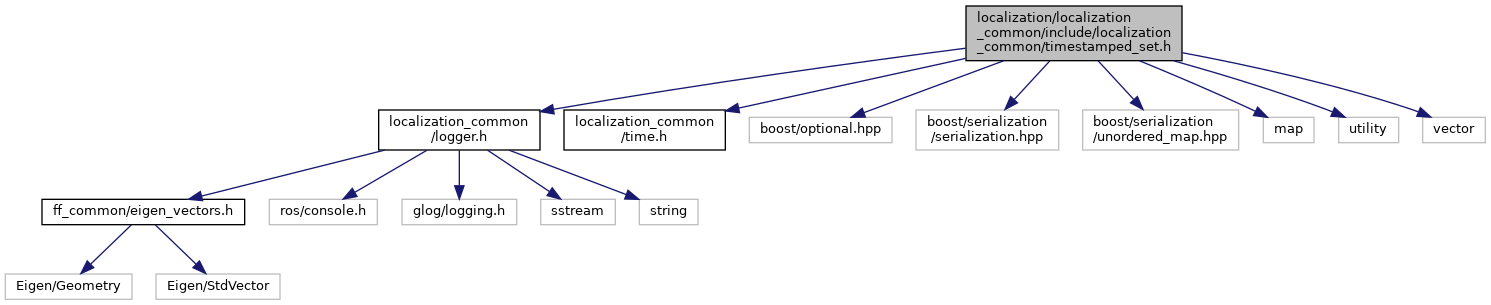 localization/localization
_common/include/localization
_common/timestamped_set.h
localization_common
/logger.h
localization_common
/time.h
boost/optional.hpp
boost/serialization
/serialization.hpp
boost/serialization
/unordered_map.hpp
map
utility
vector
ff_common/eigen_vectors.h
ros/console.h
glog/logging.h
sstream
string
Eigen/Geometry
Eigen/StdVector